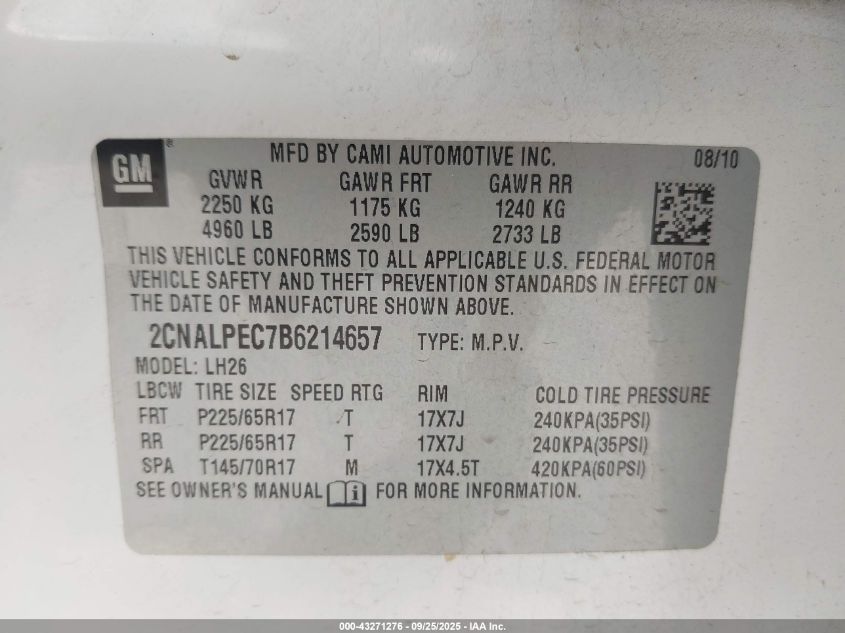 GM
MFD BY CAMI AUTOMOTIVE INC. 08/10
GVWR GAWR FRT GAWR RR
2250 KG 1175 KG 1240 KG
4960 LB 2590 LB 2733 LB
THIS VEHICLE CONFORMS TO ALL APPLICABLE U.S. FEDERAL MOTOR
VEHICLE SAFETY AND THEFT PREVENTION STANDARDS IN EFFECT ON
THE DATE OF MANUFACTURE SHOWN ABOVE.
2CNALPEC7B6214657 TYPE: M.P.V.
MODEL: LH26
LBCW TIRE SIZE SPEED RTG RIM COLD TIRE PRESSURE
FRT P225/65R17 T 17X7J 240KPA(35PSI)
RR P225/65R17 T 17X7J 240KPA(35PSI)
SPA T145/70R17 M 17X4.5T 420KPA(60PSI)
SEE OWNER'S MANUAL FOR MORE INFORMATION.
000-43271276 - 09/25/2025 - IAA Inc.